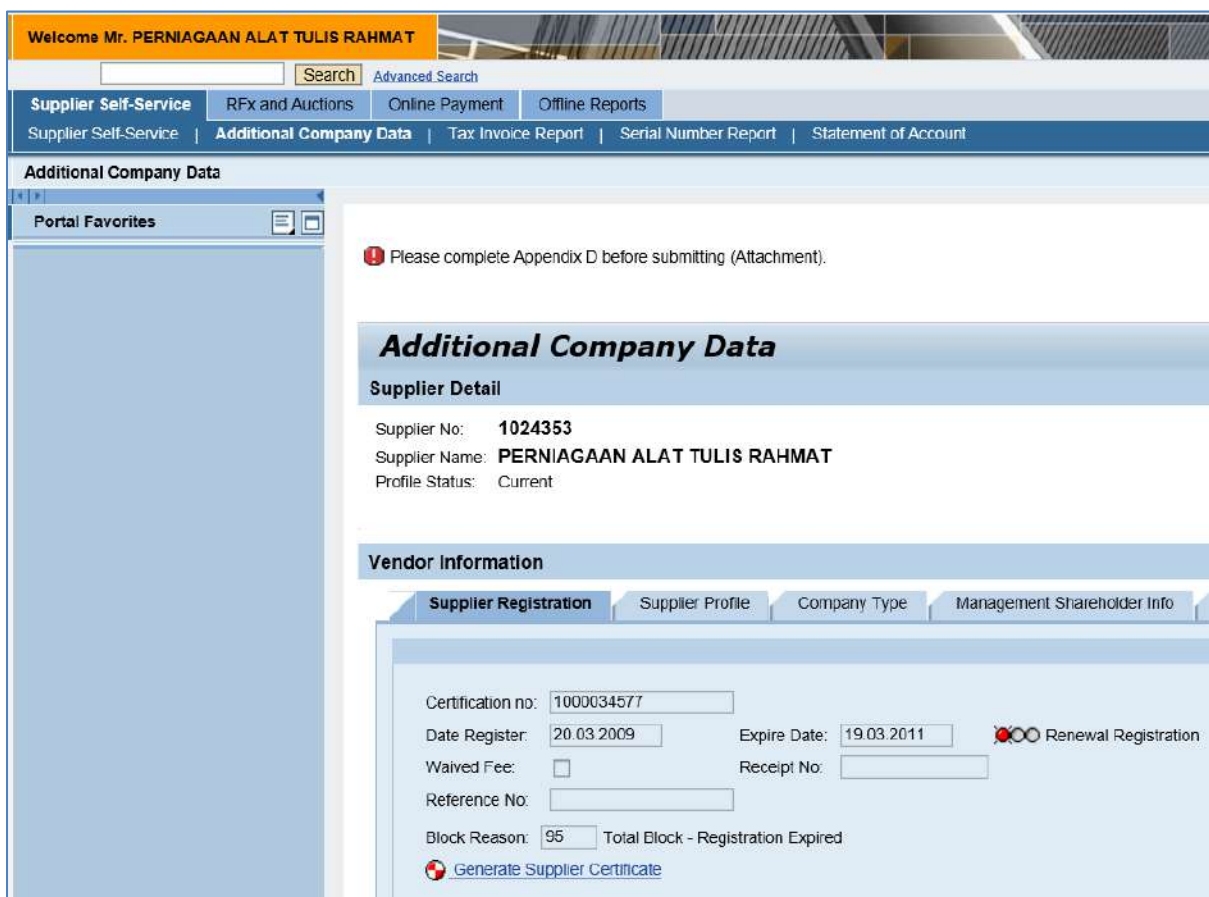 Welcome Mr. PERNIAGAAN ALAT TULIS RAHMAT
Search Advanced Search
Supplier Self-Service RFx and Auctions Online Payment Offline Reports
Supplier Self-Service | Additional Company Data | Tax Invoice Report | Serial Number Report | Statement of Account
Additional Company Data
Portal Favorites
Please complete Appendix D before submitting (Attachment).
Additional Company Data
Supplier Detail
Supplier No: 1024353
Supplier Name: PERNIAGAAN ALAT TULIS RAHMAT
Profile Status: Current
Vendor Information
Supplier Registration Supplier Profile Company Type Management Shareholder Info
Certification no: 1000034577
Date Register: 20.03.2009 Expire Date: 19.03.2011 Renewal Registration
Waived Fee: Receipt No:
Reference No:
Block Reason: 95 Total Block - Registration Expired
Generate Supplier Certificate